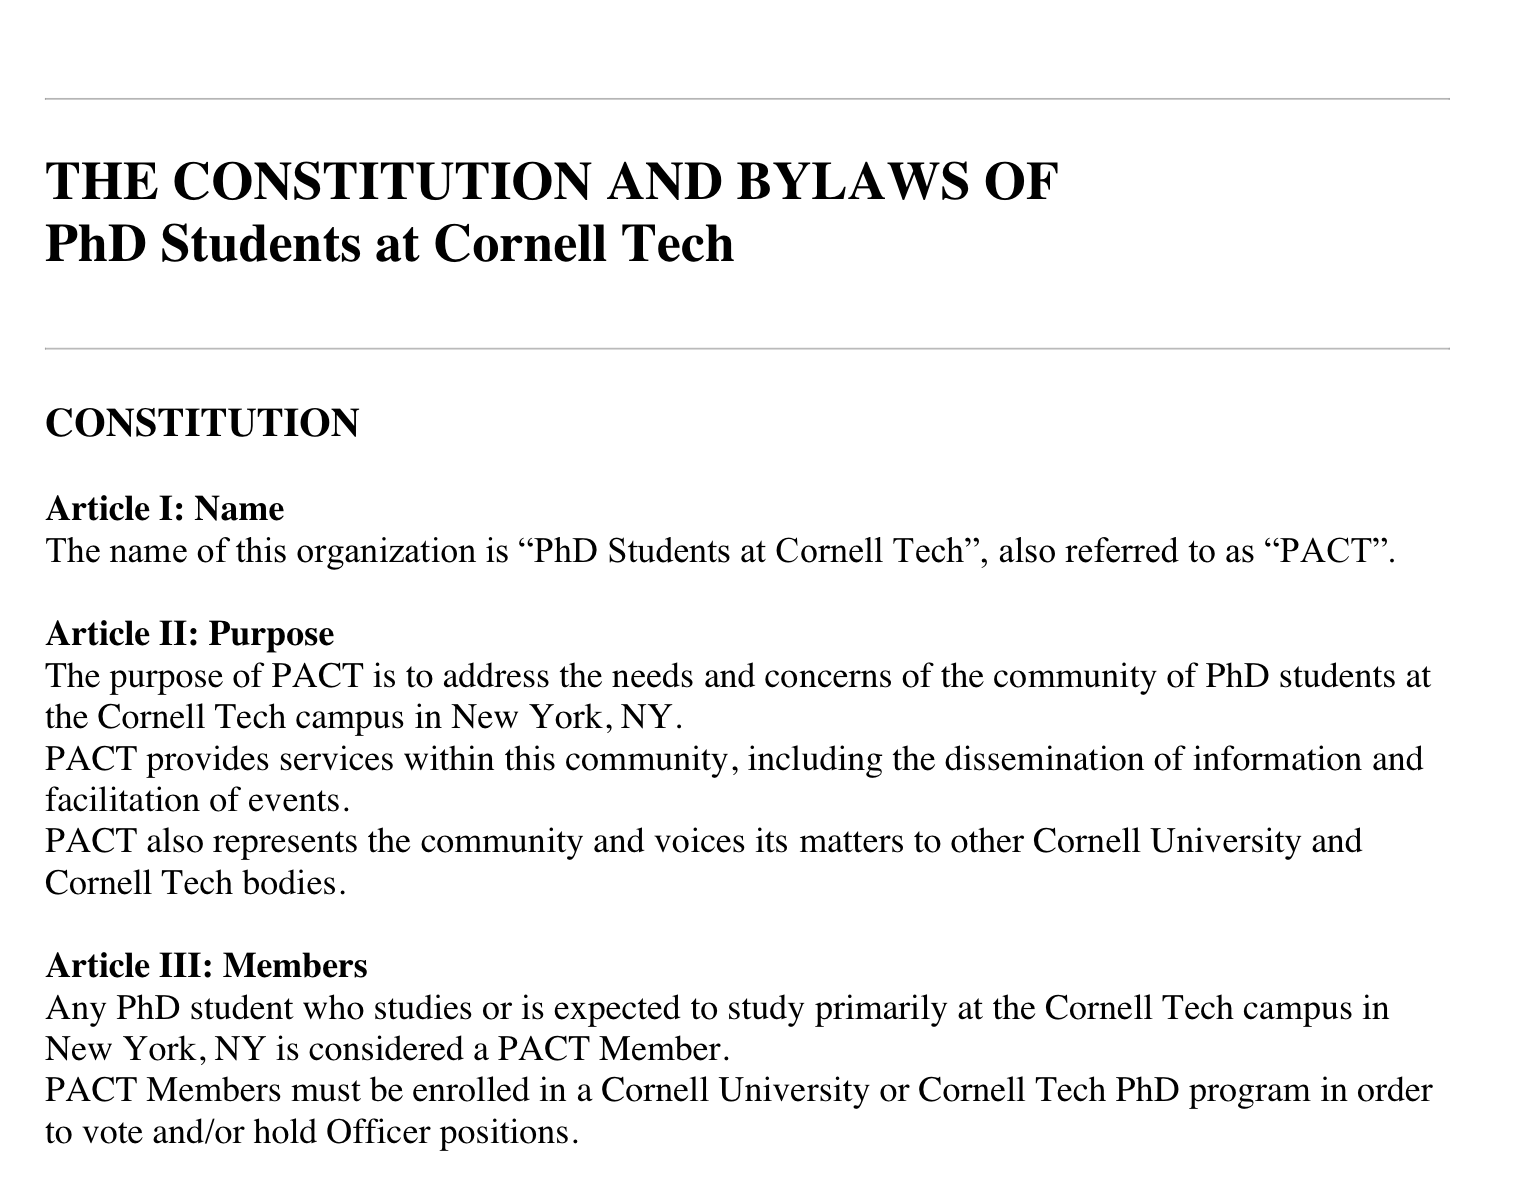 THE CONSTITUTION AND BYLAWS OF
PhD Students at Cornell Tech
CONSTITUTION
Article I: Name
The name of this organization is “PhD Students at Cornell Tech”, also referred to as “PACT”.
Article II: Purpose
The purpose of PACT is to address the needs and concerns of the community of PhD students at
the Cornell Tech campus in New York, NY.
PACT provides services within this community, including the dissemination of information and
facilitation of events.
PACT also represents the community and voices its matters to other Cornell University and
Cornell Tech bodies.
Article III: Members
Any PhD student who studies or is expected to study primarily at the Cornell Tech campus in
New York, NY is considered a PACT Member.
PACT Members must be enrolled in a Cornell University or Cornell Tech PhD program in order
to vote and/or hold Officer positions.